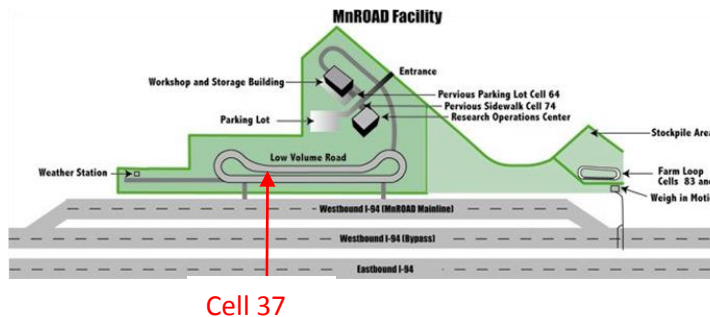 MnROAD Facility
Workshop and Storage Building
Entrance
Pervious Parking Lot Cell 64
Pervious Sidewalk Cell 74
Research Operations Center
Parking Lot
Stockpile Area
Low Volume Road
Weather Station
Farm Loop
Cells 83 and
Weigh in Moti
Westbound I-94 (MnROAD Mainline)
Westbound I-94 (Bypass)
Eastbound I-94
Cell 37